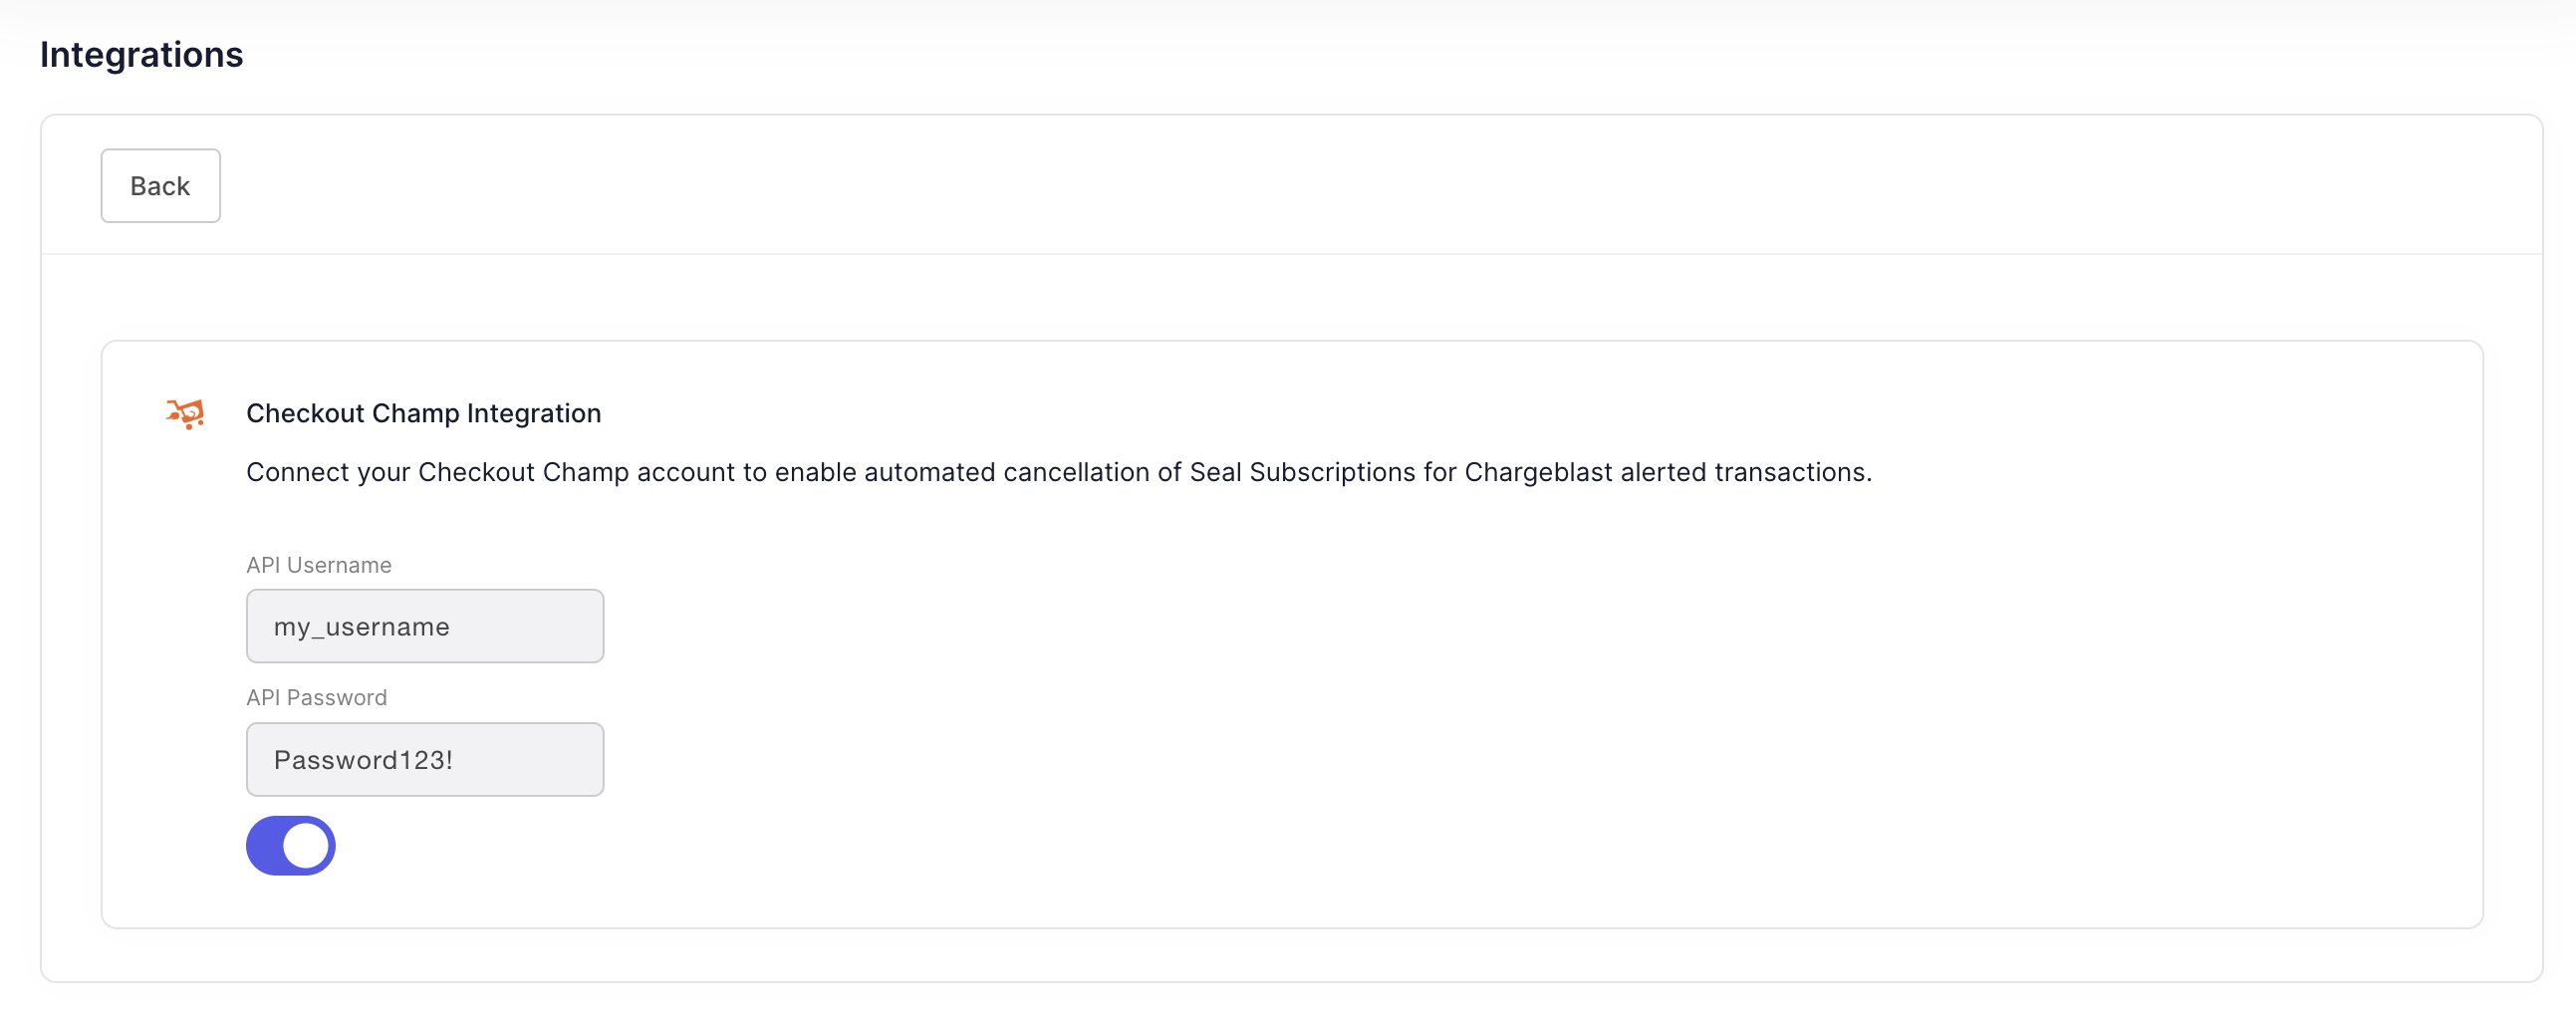 Integrations
Back
Checkout Champ Integration
Connect your Checkout Champ account to enable automated cancellation of Seal Subscriptions for Chargeblast alerted transactions.
API Username
my_username
API Password
Password123!